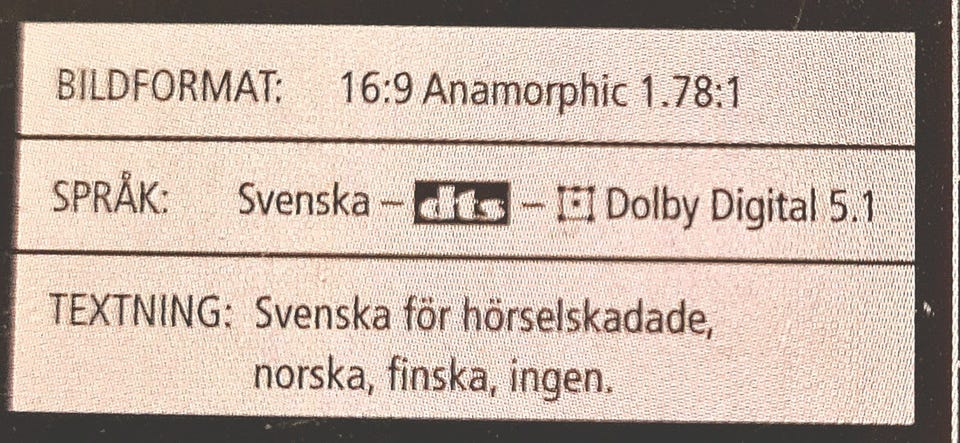 BILDFORMAT: 16:9 Anamorphic 1.78:1
SPRÅK: Svenska – dts – Dolby Digital 5.1
TEXTNING: Svenska för hörselskadade,
norska, finska, ingen.